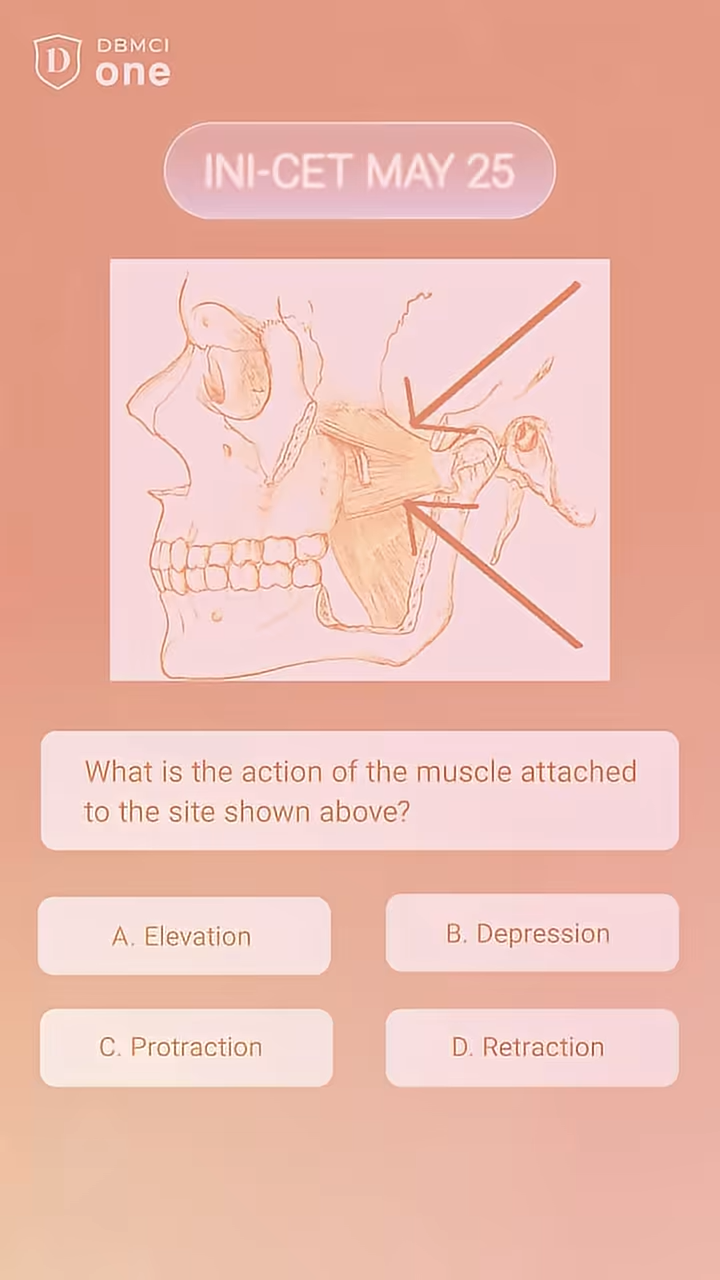 D
DBMCI
one
INI-CET MAY 25
What is the action of the muscle attached
to the site shown above?
A. Elevation
B. Depression
C. Protraction
D. Retraction